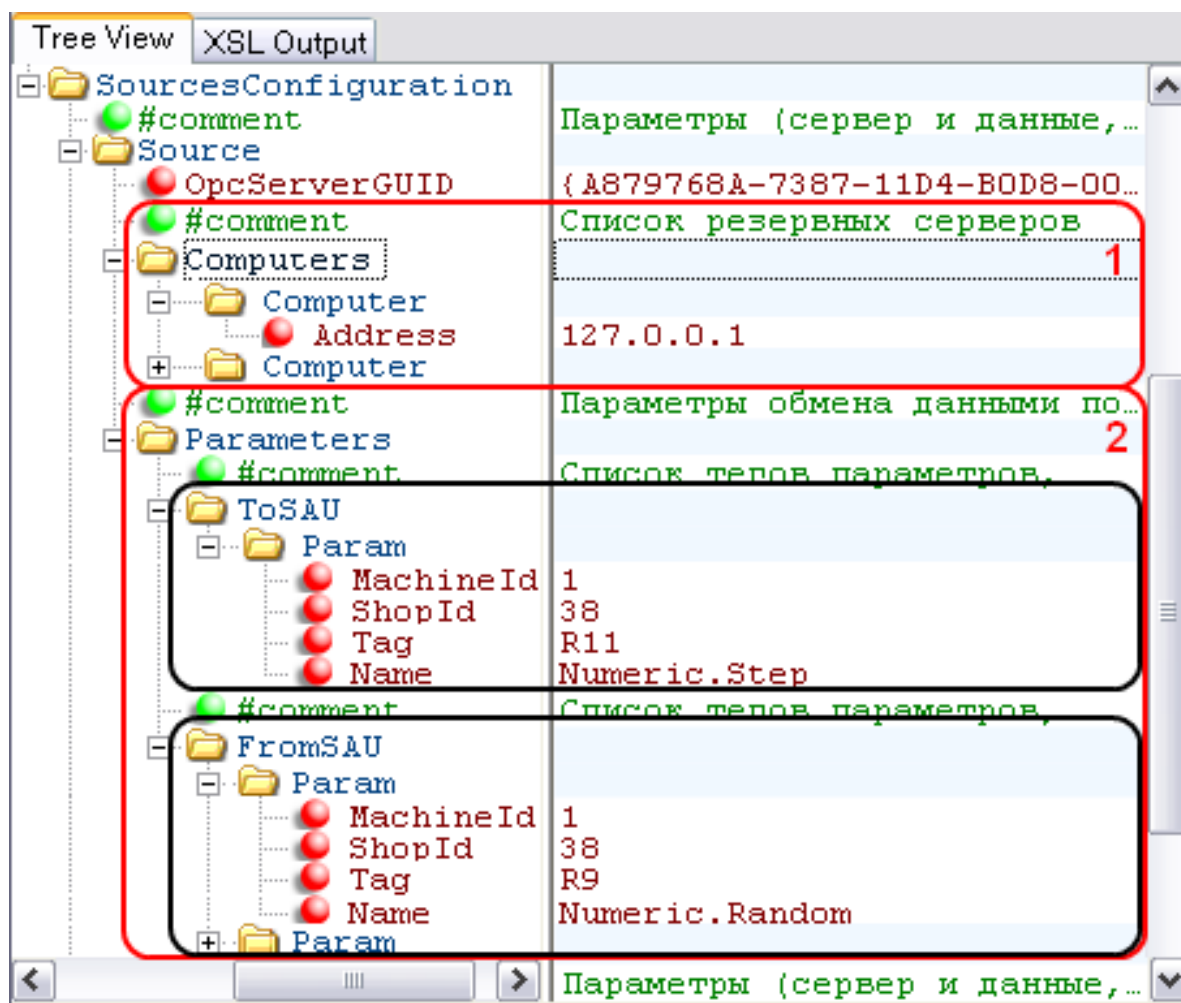 Tree View XSL Output
SourcesConfiguration
#comment Параметры (сервер и данные,…
Source
OpcServerGUID {A879768A-7387-11D4-B0D8-00…
#comment Список резервных серверов
Computers 1
Computer
Address 127.0.0.1
Computer
#comment Параметры обмена данными по…
Parameters 2
#comment Список тегов параметров,
ToSAU
Param
MachineId 1
ShopId 38
Tag R11
Name Numeric.Step
#comment Список тегов параметров,
FromSAU
Param
MachineId 1
ShopId 38
Tag R9
Name Numeric.Random
Param
Параметры (сервер и данные,…